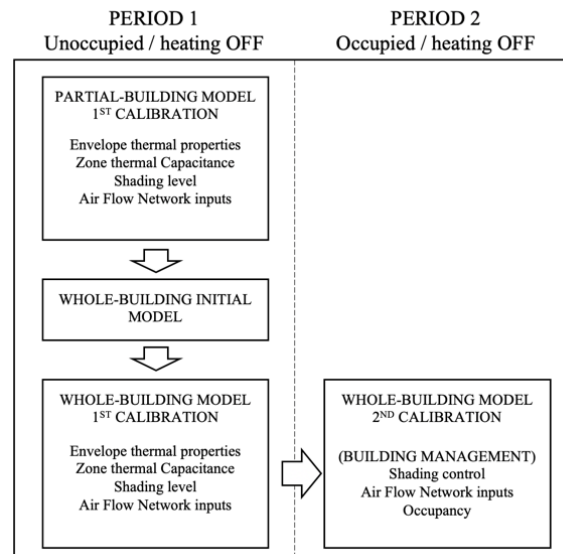 PERIOD 1
Unoccupied / heating OFF
PERIOD 2
Occupied / heating OFF
PARTIAL-BUILDING MODEL
1ST CALIBRATION
Envelope thermal properties
Zone thermal Capacitance
Shading level
Air Flow Network inputs
WHOLE-BUILDING INITIAL
MODEL
WHOLE-BUILDING MODEL
1ST CALIBRATION
Envelope thermal properties
Zone thermal Capacitance
Shading level
Air Flow Network inputs
WHOLE-BUILDING MODEL
2ND CALIBRATION
(BUILDING MANAGEMENT)
Shading control
Air Flow Network inputs
Occupancy